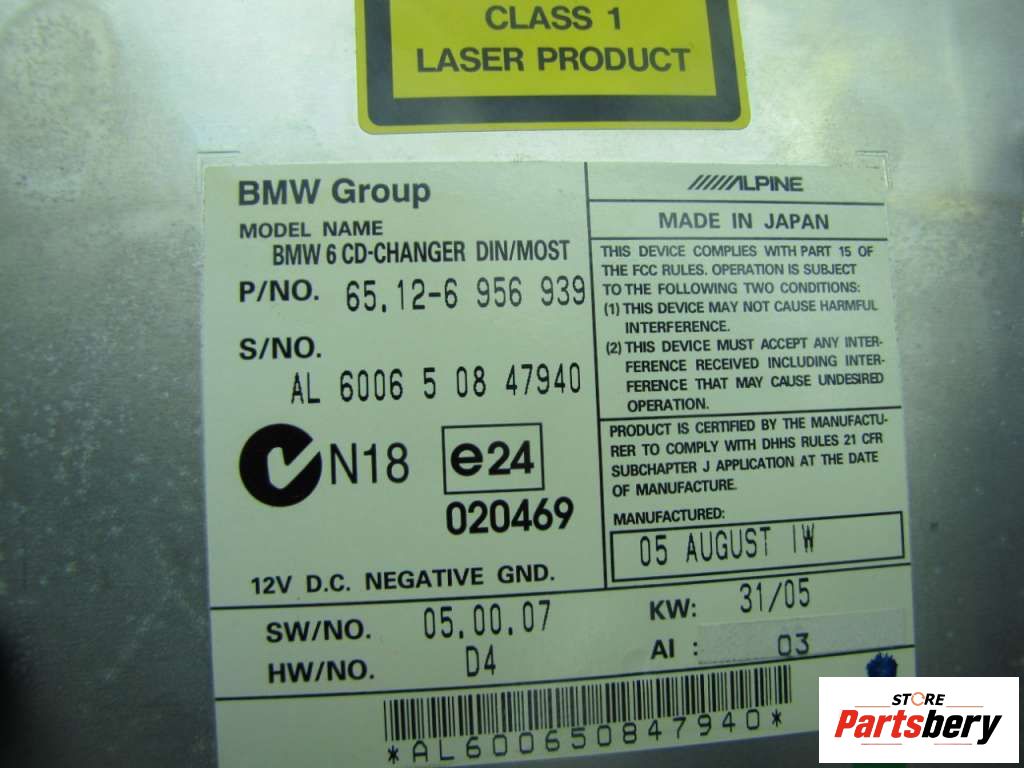 CLASS 1
LASER PRODUCT
BMW Group
MODEL NAME
BMW 6 CD-CHANGER DIN/MOST
P/NO. 65.12-6 956 939
S/NO.
AL 6006 5 08 47940
N18
e24
020469
12V D.C. NEGATIVE GND.
ALPINE
MADE IN JAPAN
THIS DEVICE COMPLIES WITH PART 15 OF
THE FCC RULES. OPERATION IS SUBJECT
TO THE FOLLOWING TWO CONDITIONS:
(1) THIS DEVICE MAY NOT CAUSE HARMFUL
INTERFERENCE.
(2) THIS DEVICE MUST ACCEPT ANY INTER-
FERENCE RECEIVED INCLUDING INTER-
FERENCE THAT MAY CAUSE UNDESIRED
OPERATION.
PRODUCT IS CERTIFIED BY THE MANUFACTU-
RER TO COMPLY WITH DHHS RULES 21 CFR
SUBCHAPTER J APPLICATION AT THE DATE
OF MANUFACTURE.
MANUFACTURED:
05 AUGUST IW
SW/NO. 05.00.07
KW: 31/05
HW/NO. D4
AI : 03
*AL600650847940*
STORE
Partsbery